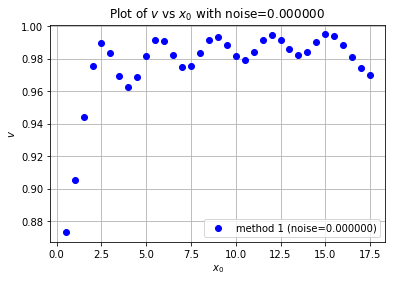 Plot of v vs x₀ with noise=0.000000
1.00
0.98
0.96
0.94
0.92
0.90
0.88
v
method 1 (noise=0.000000)
0.0 2.5 5.0 7.5 10.0 12.5 15.0 17.5
x₀